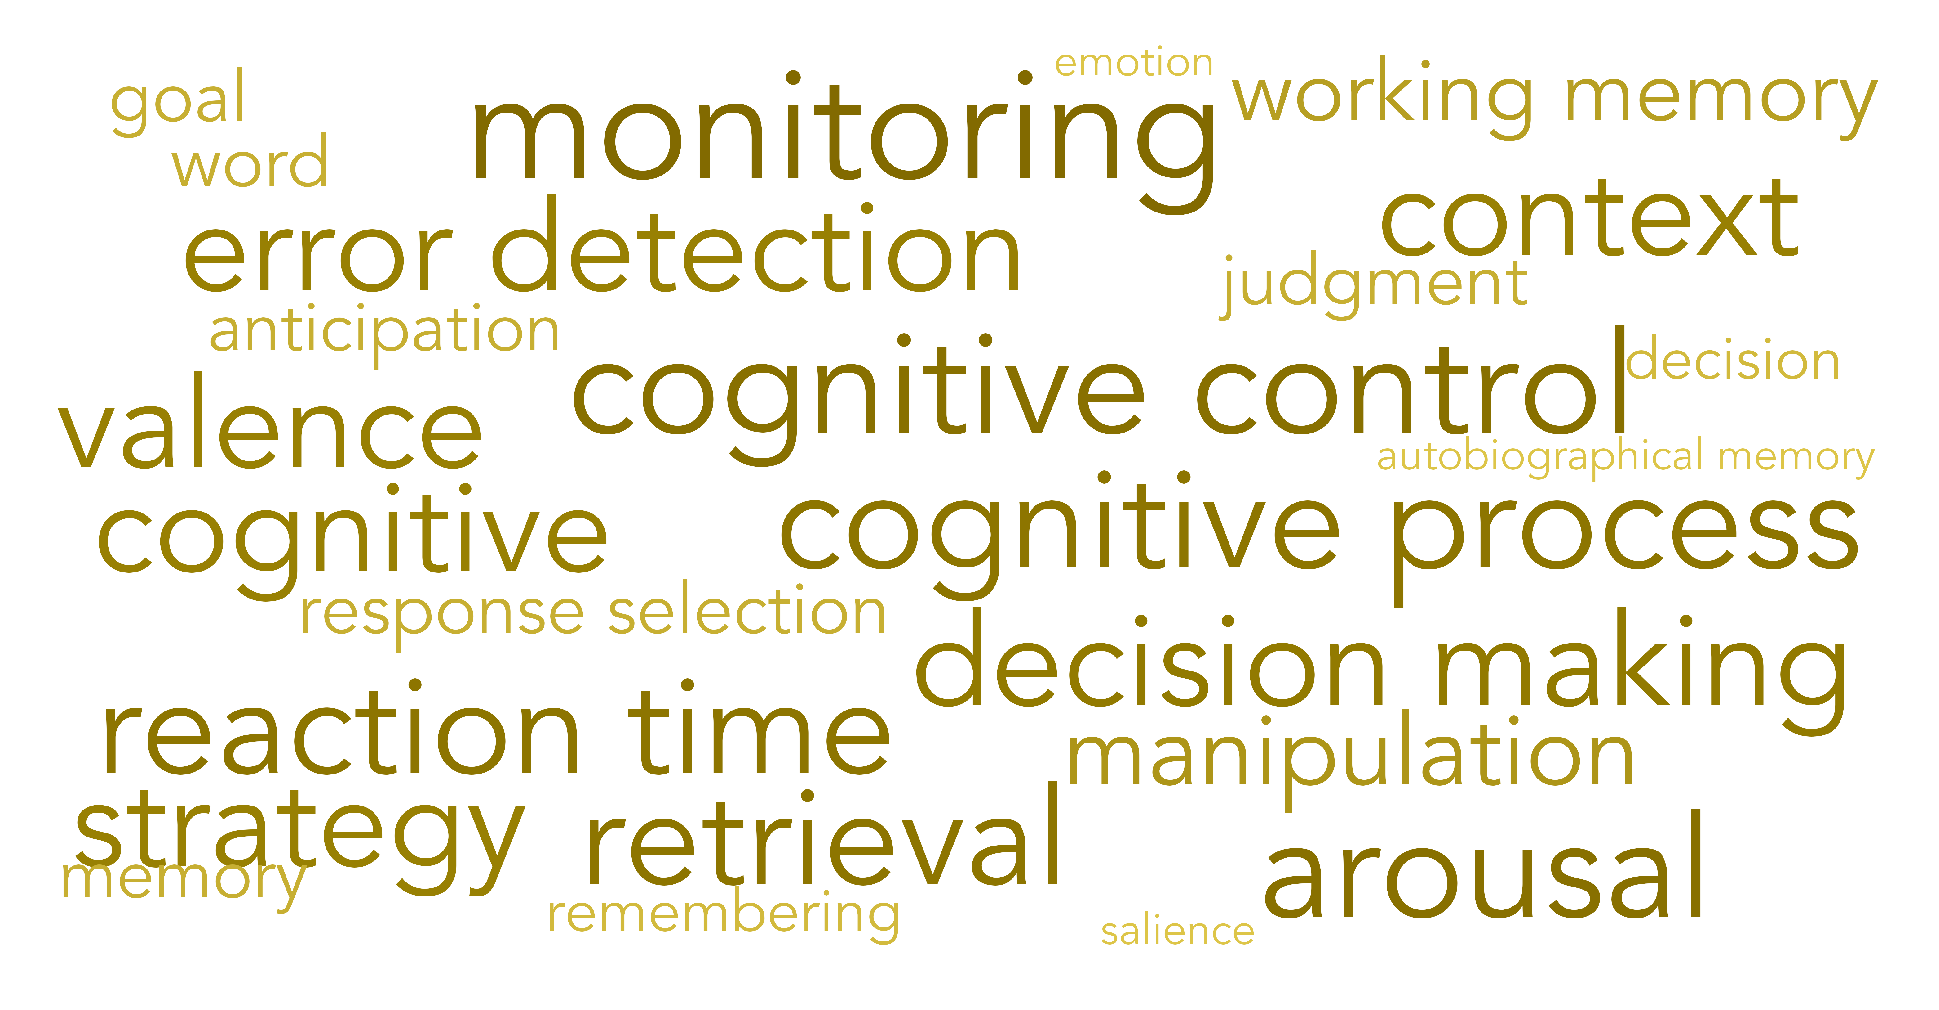 emotion
goal
monitoring
working memory
word
context
error detection
judgment
anticipation
decision
cognitive control
valence
autobiographical memory
cognitive
cognitive process
response selection
decision making
reaction time
manipulation
strategy
retrieval
arousal
memory
remembering
salience